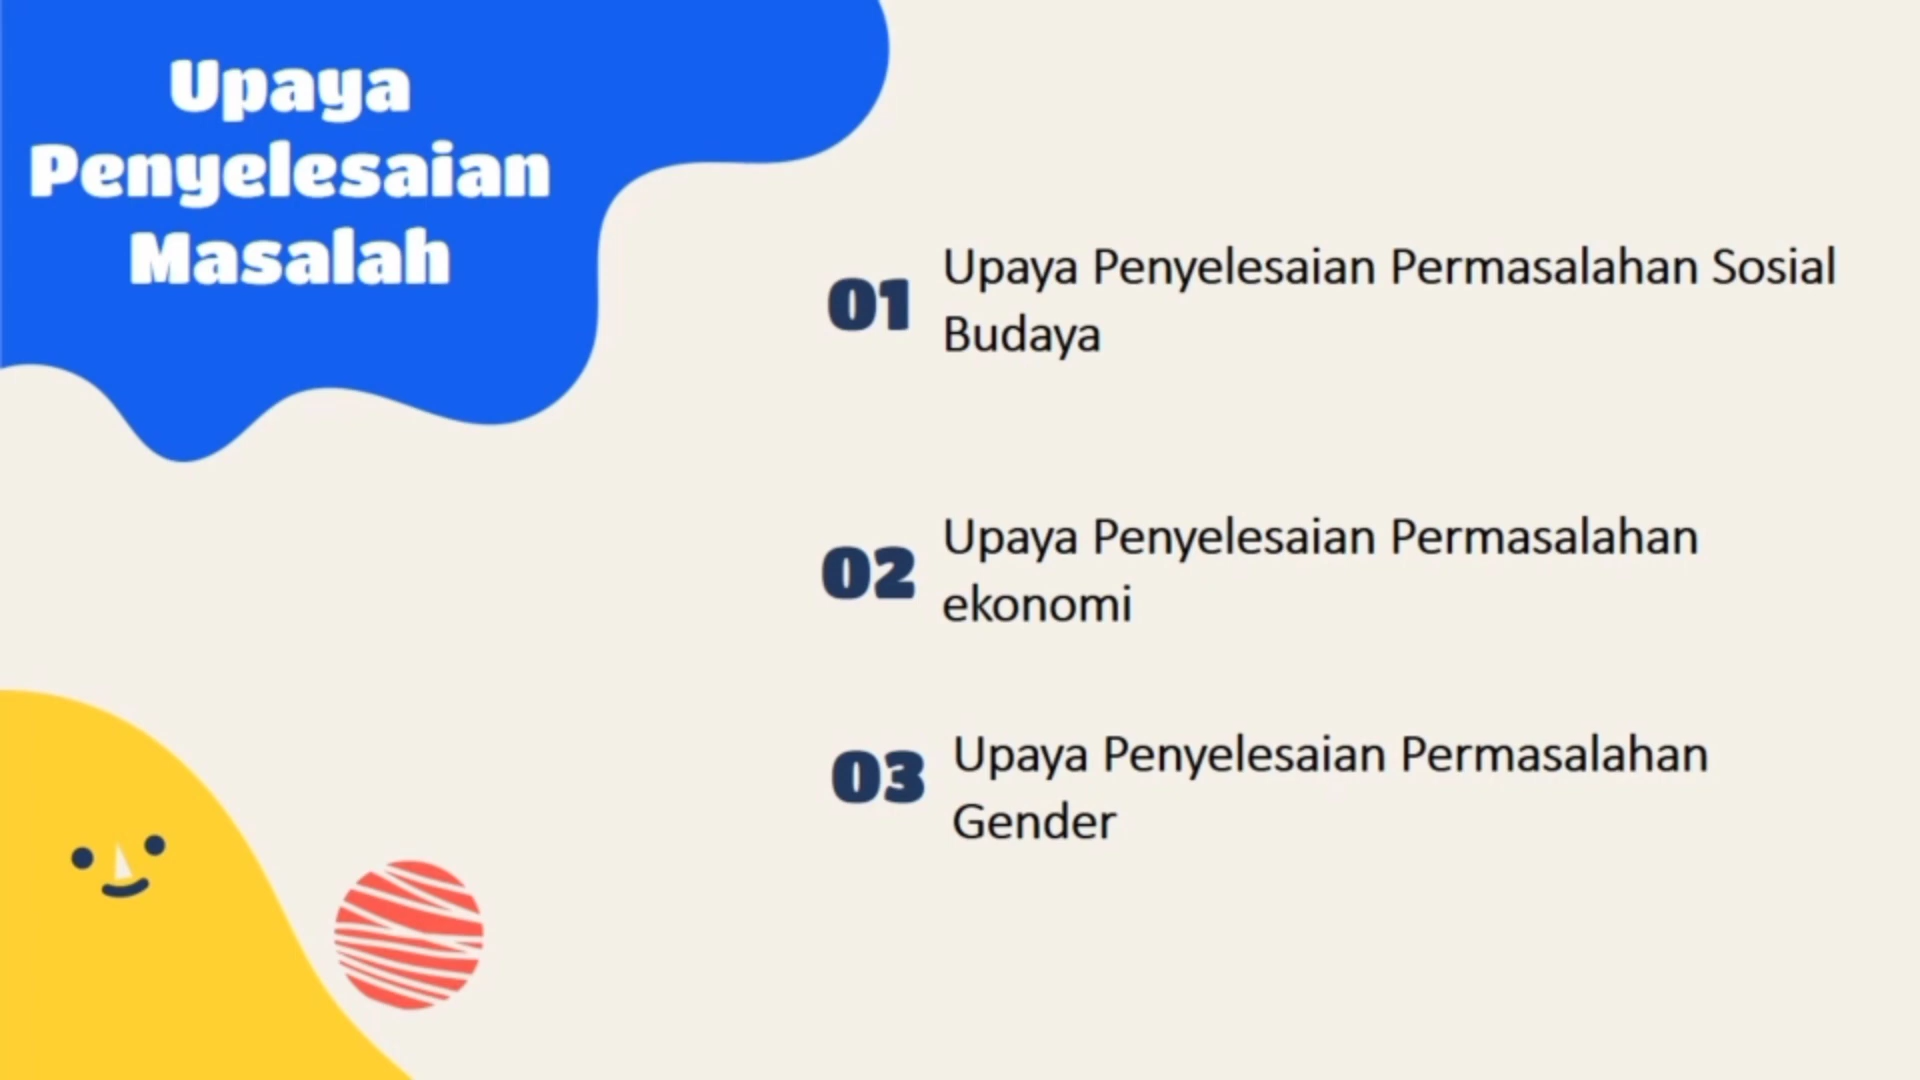 Upaya
Penyelesaian
Masalah
01
Upaya Penyelesaian Permasalahan Sosial
Budaya
02
Upaya Penyelesaian Permasalahan
ekonomi
03
Upaya Penyelesaian Permasalahan
Gender